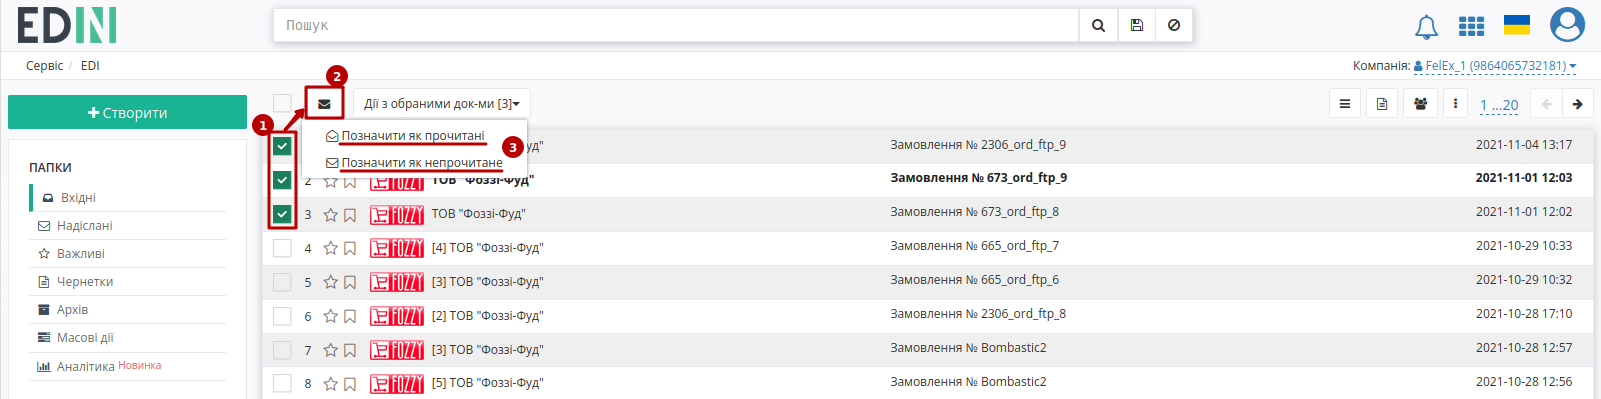 EDIN
Пошук
Сервіс / EDI
Компанія: FelEx_1 (9864065732181)
2
Створити
Дії з обраними док-ми [3]
1 ...20
1
Позначити як прочитані
3
Позначити як непрочитане
ПАПКИ
Вхідні
Надіслані
Важливі
Чернетки
Архів
Масові дії
Аналітика Новинка
уд" Замовлення № 2306_ord_ftp_9 2021-11-04 13:17
2 FOZZY ТОВ "Фоззі-Фуд" Замовлення № 673_ord_ftp_9 2021-11-01 12:03
3 FOZZY ТОВ "Фоззі-Фуд" Замовлення № 673_ord_ftp_8 2021-11-01 12:02
4 FOZZY [4] ТОВ "Фоззі-Фуд" Замовлення № 665_ord_ftp_7 2021-10-29 10:33
5 FOZZY [3] ТОВ "Фоззі-Фуд" Замовлення № 665_ord_ftp_6 2021-10-29 10:32
6 FOZZY [2] ТОВ "Фоззі-Фуд" Замовлення № 2306_ord_ftp_8 2021-10-28 17:10
7 FOZZY [3] ТОВ "Фоззі-Фуд" Замовлення № Bombastic2 2021-10-28 12:57
8 FOZZY [5] ТОВ "Фоззі-Фуд" Замовлення № Bombastic2 2021-10-28 12:56